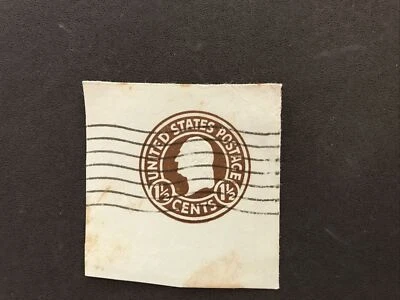 UNITED STATES POSTAGE
1½ 1½
CENTS